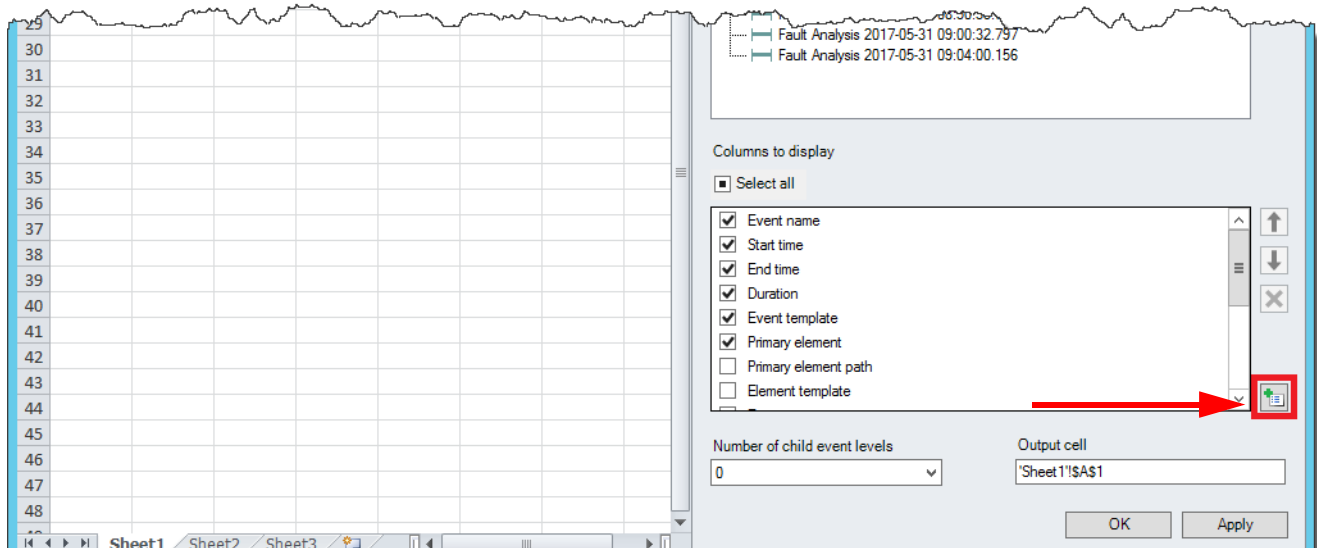 29
30
31
32
33
34
35
36
37
38
39
40
41
42
43
44
45
46
47
48
Sheet1 Sheet2 Sheet3
Fault Analysis 2017-05-31 09:00:32.797
Fault Analysis 2017-05-31 09:04:00.156
Columns to display
Select all
Event name
Start time
End time
Duration
Event template
Primary element
Primary element path
Element template
Number of child event levels
Output cell
0
'Sheet1'!$A$1
OK
Apply